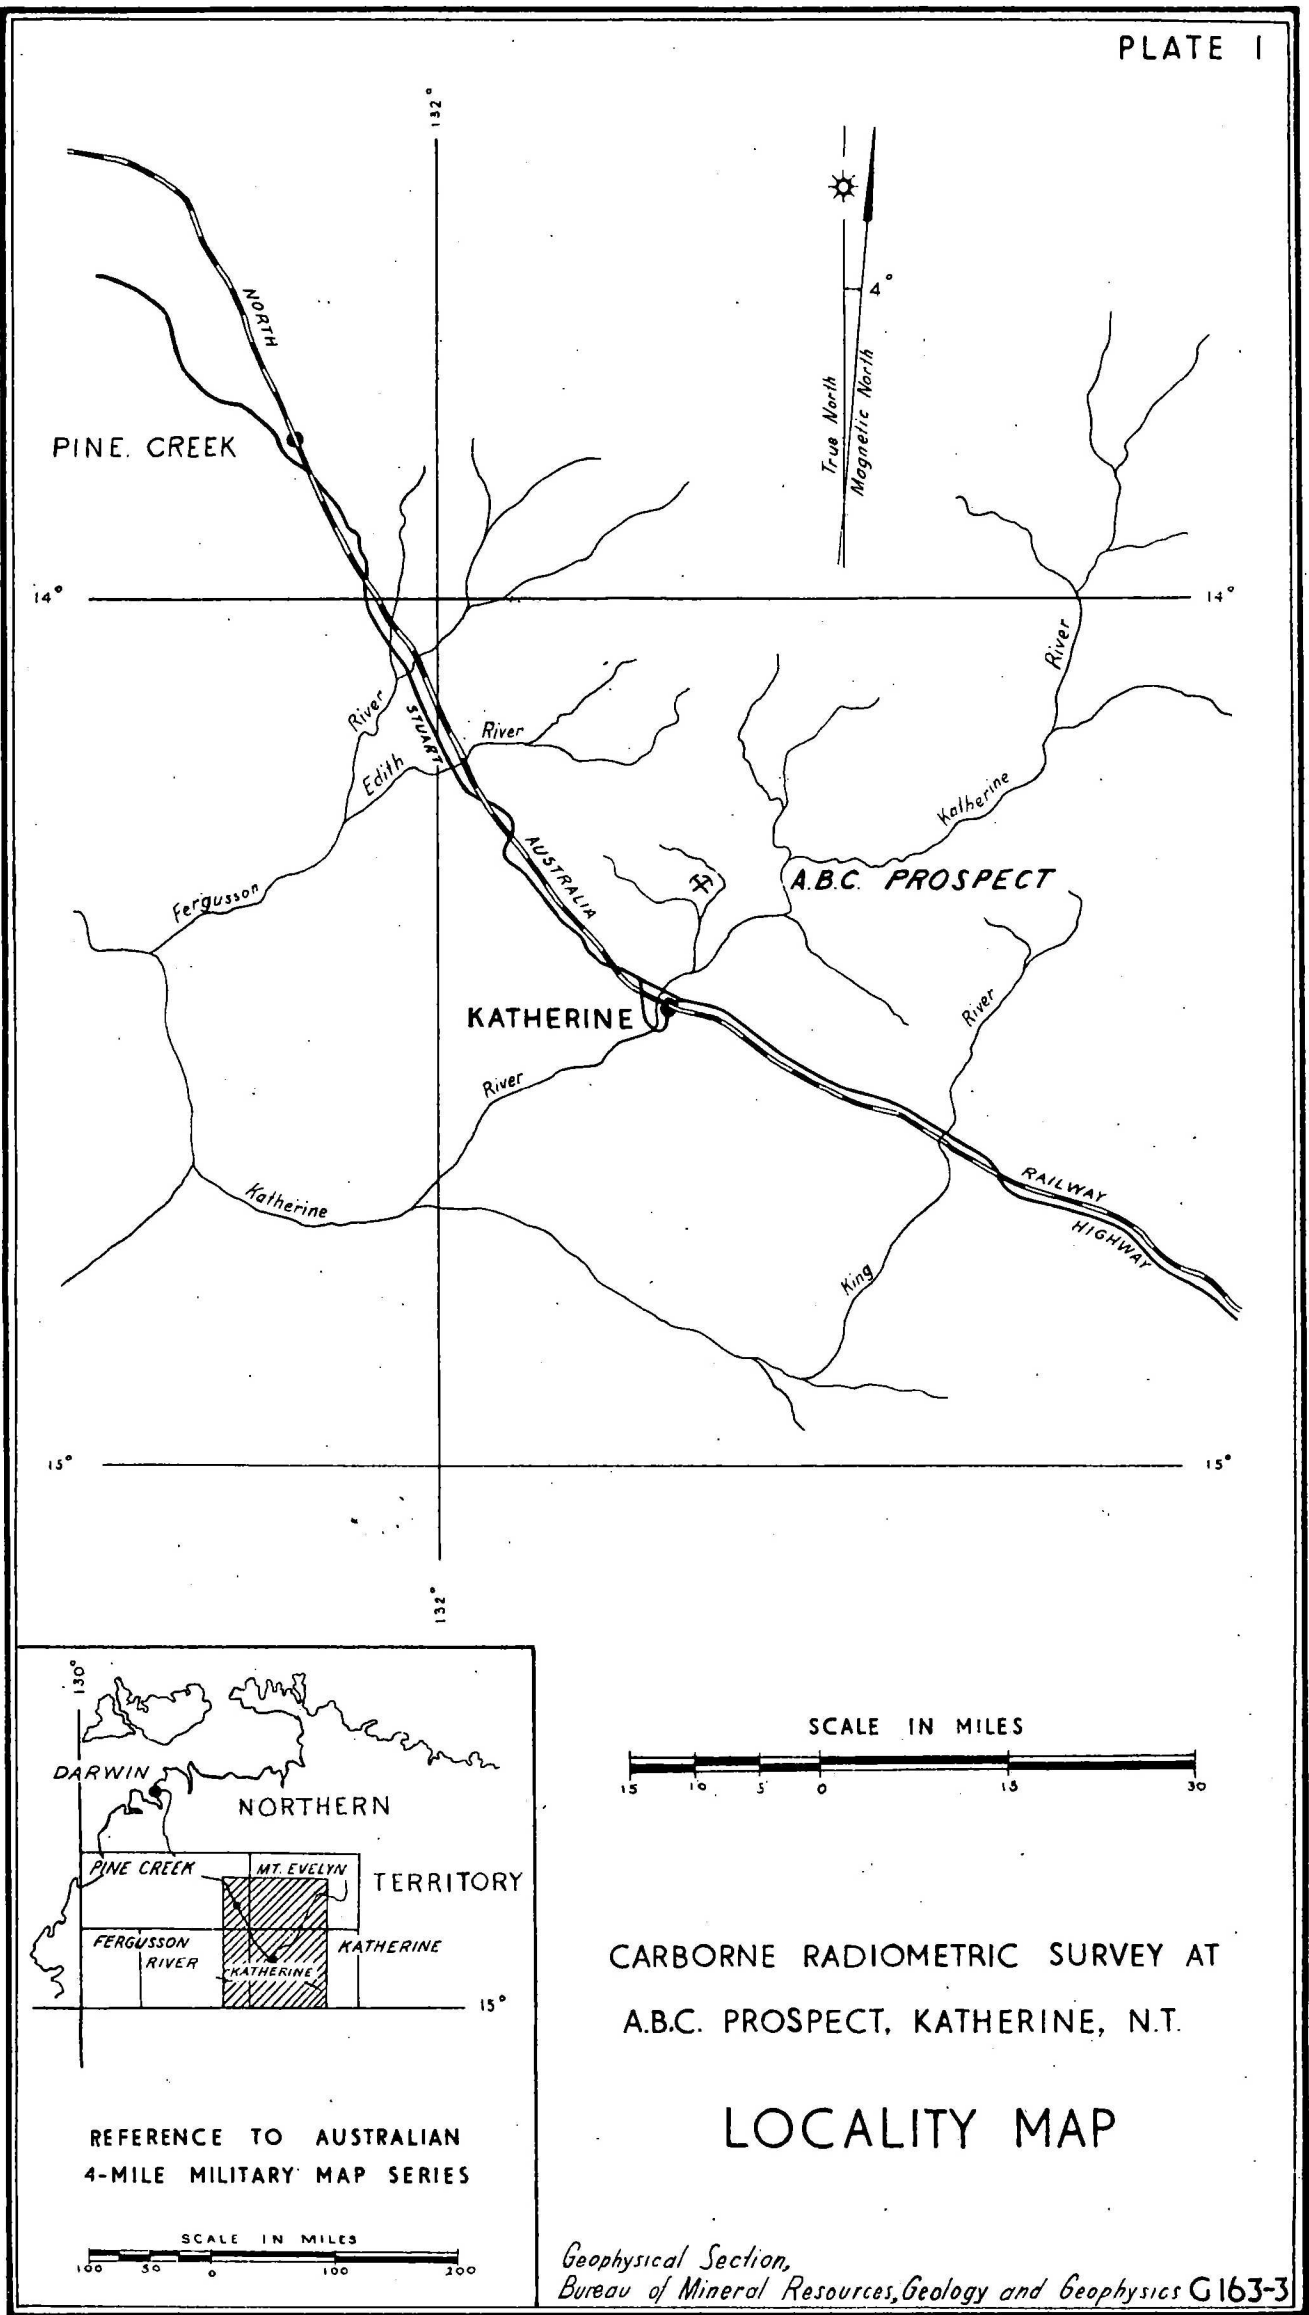 PLATE 1
132°
NORTH
4°
True North
Magnetic North
PINE. CREEK
14°
14°
River
River
STUART
River
Edith
Katherine
AUSTRALIA
A.B.C. PROSPECT
Fergusson
River
KATHERINE
River
Katherine
RAILWAY
HIGHWAY
King
15°
15°
132°
130°
DARWIN
NORTHERN
TERRITORY
PINE CREEK
MT. EVELYN
FERGUSSON
RIVER
KATHERINE
KATHERINE
15°
REFERENCE TO AUSTRALIAN
4-MILE MILITARY MAP SERIES
SCALE IN MILES
100 50 0 100 200
SCALE IN MILES
15 10 5 0 15 30
CARBORNE RADIOMETRIC SURVEY AT
A.B.C. PROSPECT, KATHERINE, N.T.
LOCALITY MAP
Geophysical Section,
Bureau of Mineral Resources, Geology and Geophysics G163-3